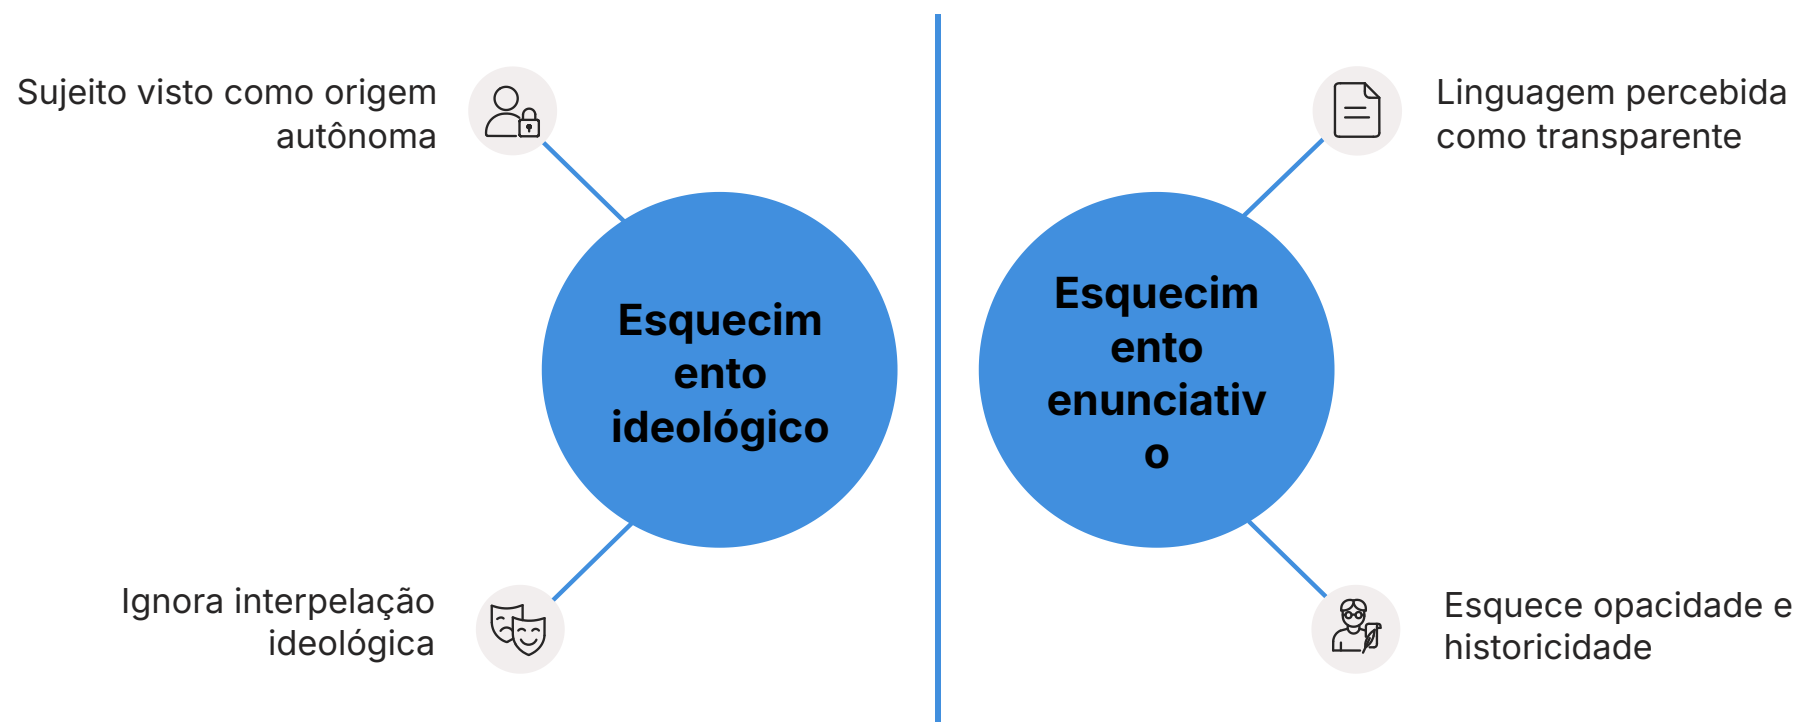 Sujeito visto como origem
autônoma
Esquecim
ento
ideológico
Ignora interpelação
ideológica
Linguagem percebida
como transparente
Esquecim
ento
enunciativ
o
Esquece opacidade e
historicidade